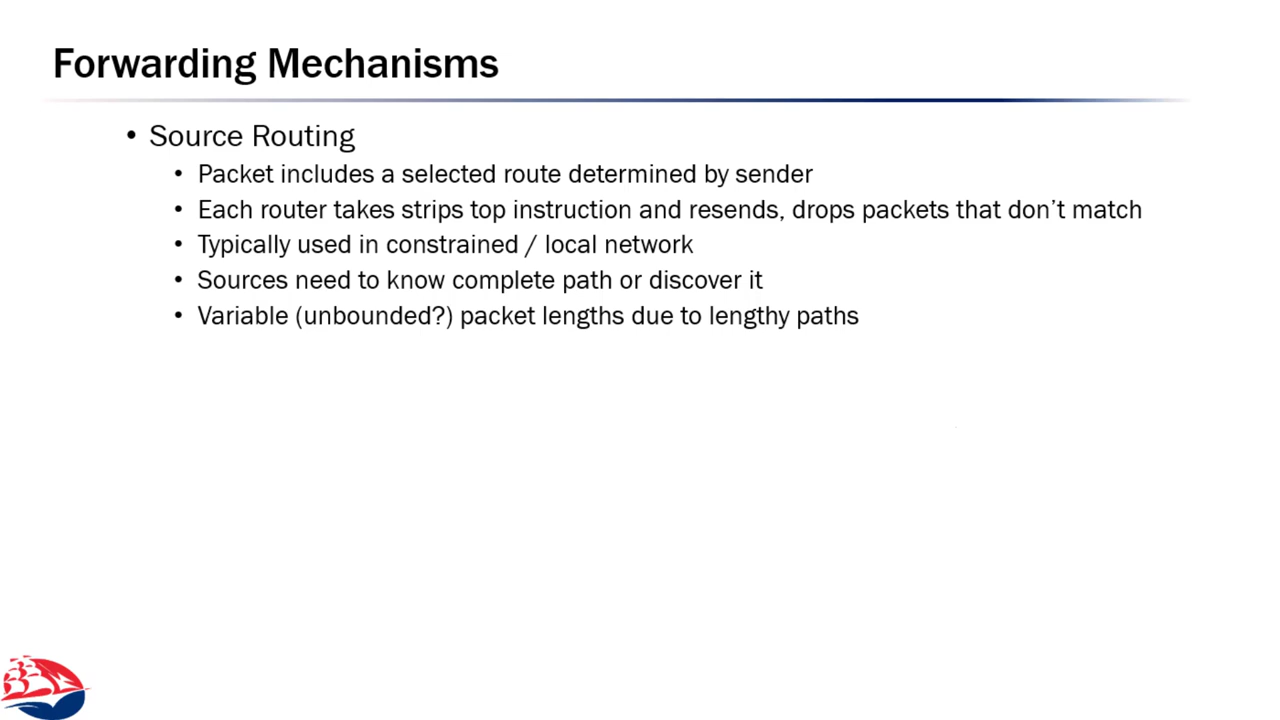 Forwarding Mechanisms
• Source Routing
• Packet includes a selected route determined by sender
• Each router takes strips top instruction and resends, drops packets that don’t match
• Typically used in constrained / local network
• Sources need to know complete path or discover it
• Variable (unbounded?) packet lengths due to lengthy paths